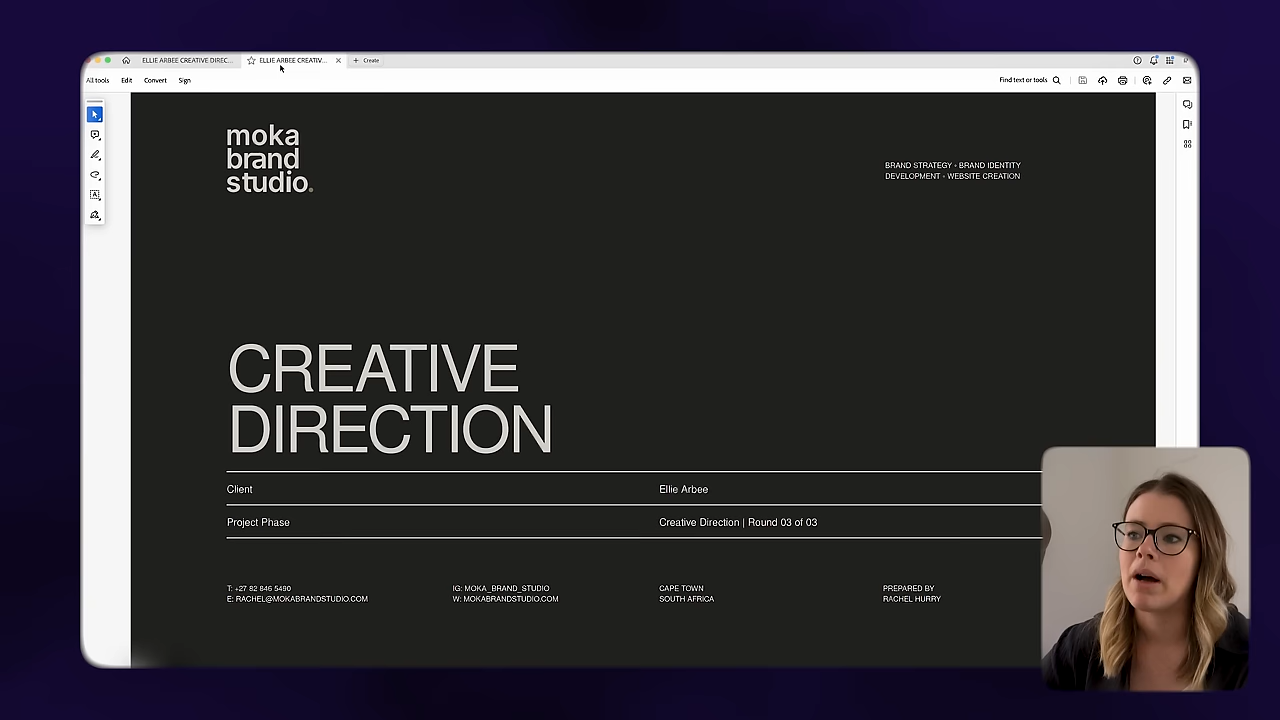 ELLIE ARBEE CREATIVE DIREC...
ELLIE ARBEE CREATIV...
Create
All tools
Edit
Convert
Sign
Find text or tools
moka
brand
studio.
BRAND STRATEGY • BRAND IDENTITY
DEVELOPMENT • WEBSITE CREATION
CREATIVE
DIRECTION
Client
Ellie Arbee
Project Phase
Creative Direction | Round 03 of 03
T: +27 82 846 5490
E: RACHEL@MOKABRANDSTUDIO.COM
IG: MOKA_BRAND_STUDIO
W: MOKABRANDSTUDIO.COM
CAPE TOWN
SOUTH AFRICA
PREPARED BY
RACHEL HURRY